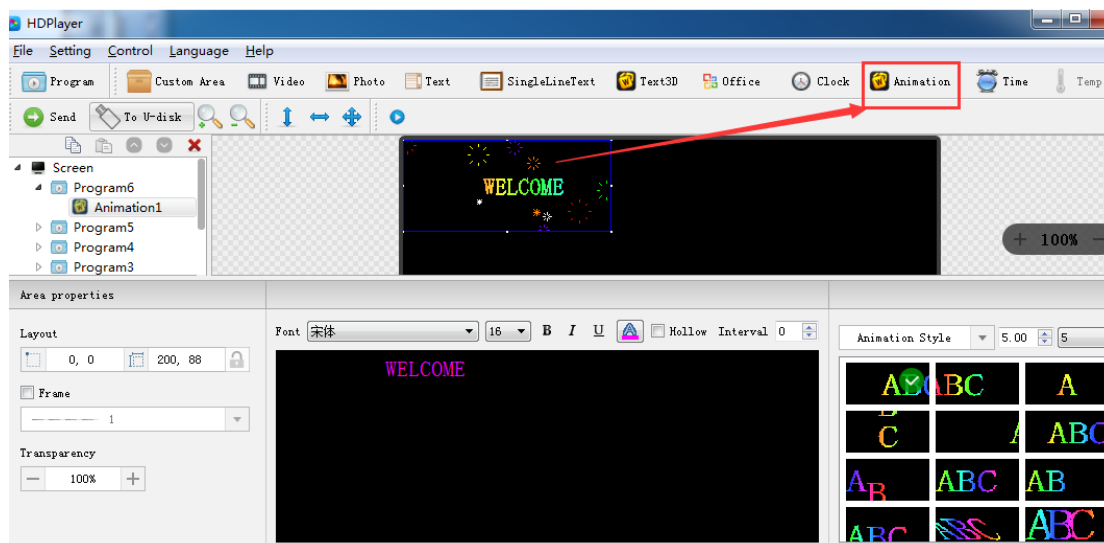 HDPlayer
File Setting Control Language Help
Program Custom Area Video Photo Text SingleLineText Text3D Office Clock Animation Time Temp
Send To U-disk
Screen
Program6
Animation1
Program5
Program4
Program3
WELCOME
100%
Area properties
Layout
0, 0 200, 88
Frame
1
Transparency
100%
Font 宋体 16 B I U A Hollow Interval 0
WELCOME
Animation Style 5.00 5
ABC ABC A
B
C A ABC
AB ABC AB
ABC ABC ABC